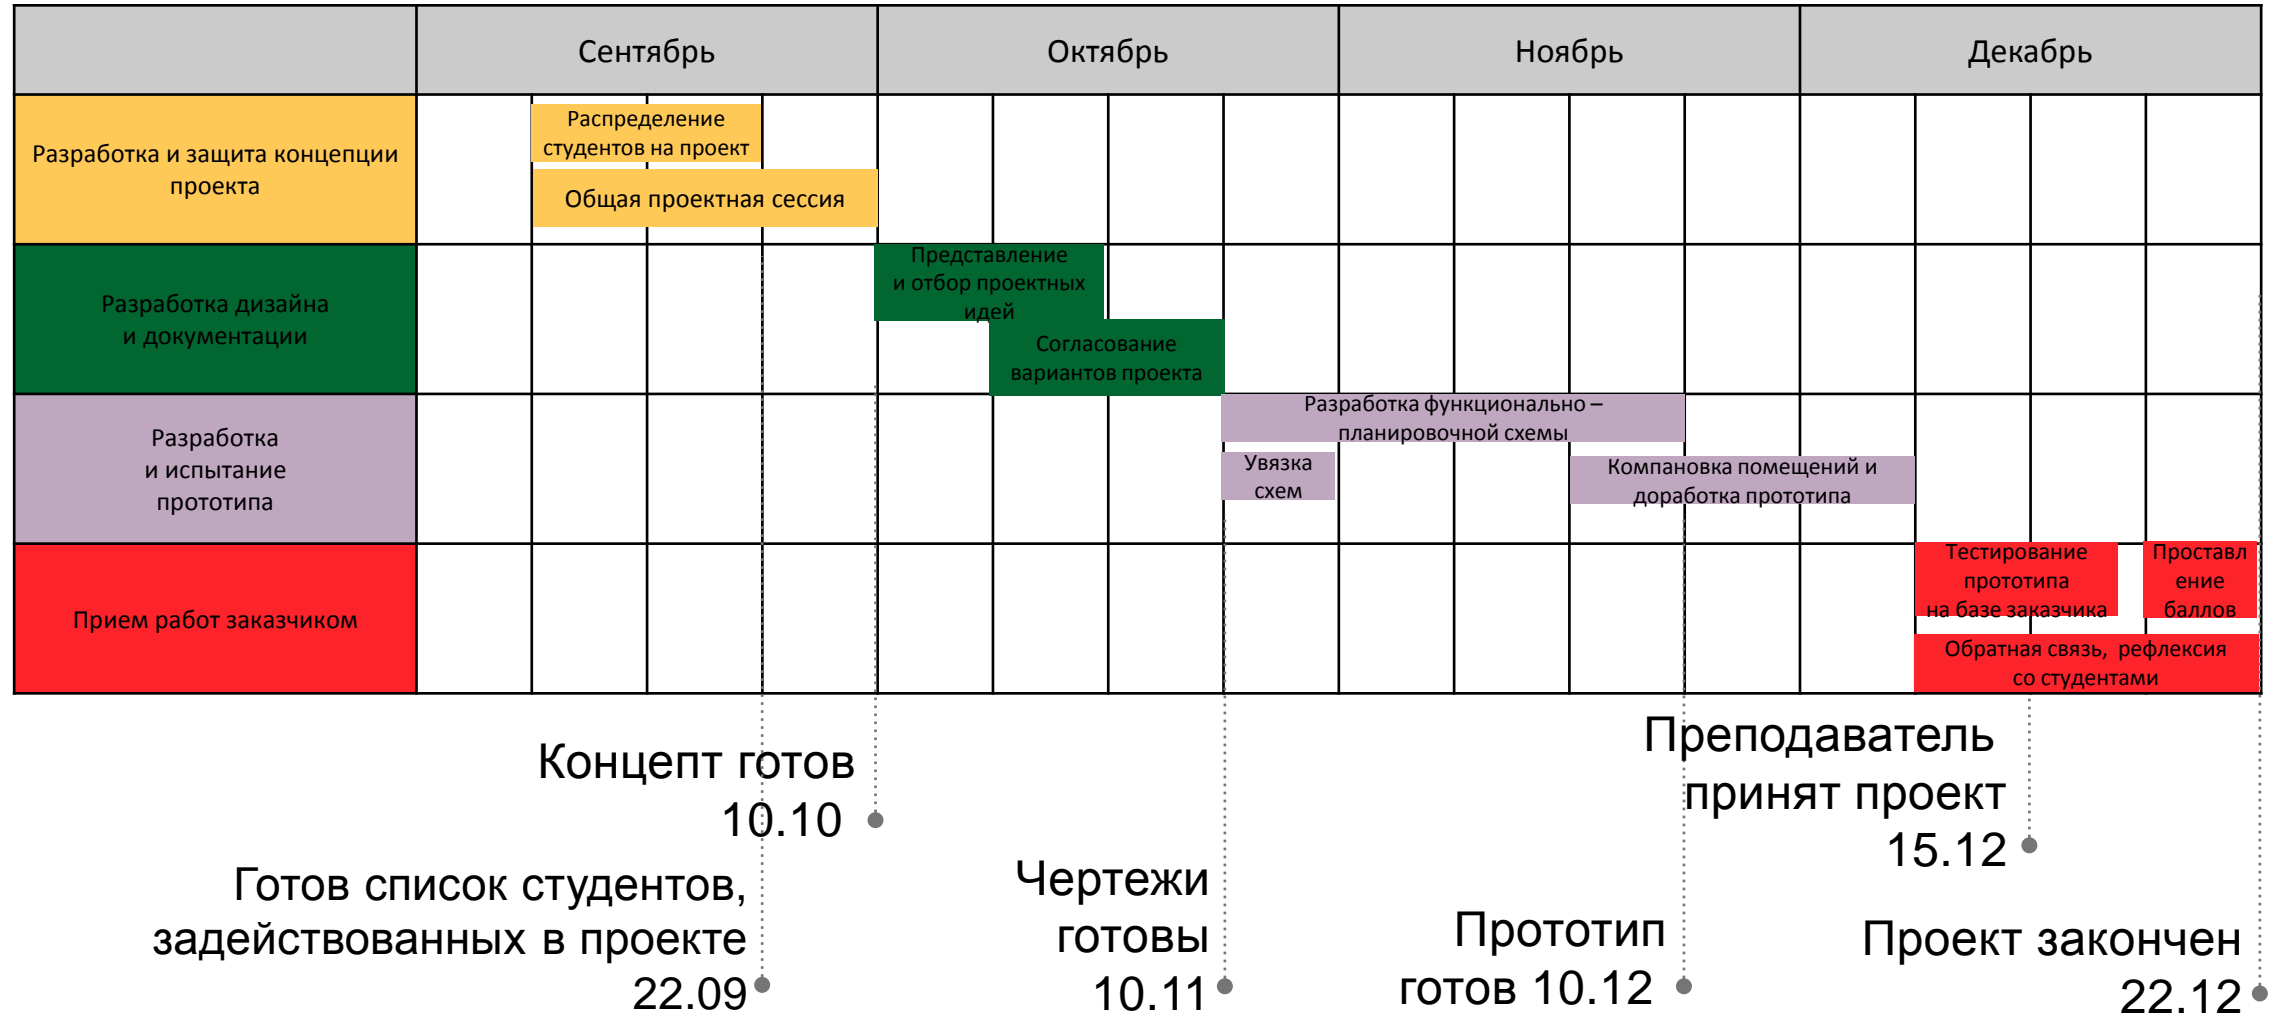 Сентябрь
Октябрь
Ноябрь
Декабрь
Разработка и защита концепции
проекта
Распределение
студентов на проект
Общая проектная сессия
Разработка дизайна
и документации
Представление
и отбор проектных
идей
Согласование
вариантов проекта
Разработка
и испытание
прототипа
Разработка функционально –
планировочной схемы
Увязка
схем
Компановка помещений и
доработка прототипа
Прием работ заказчиком
Тестирование
прототипа
на базе заказчика
Проставл
ение
баллов
Обратная связь, рефлексия
со студентами
Концепт готов
10.10
Готов список студентов,
задействованных в проекте
22.09
Чертежи
готовы
10.11
Прототип
готов 10.12
Преподаватель
принят проект
15.12
Проект закончен
22.12